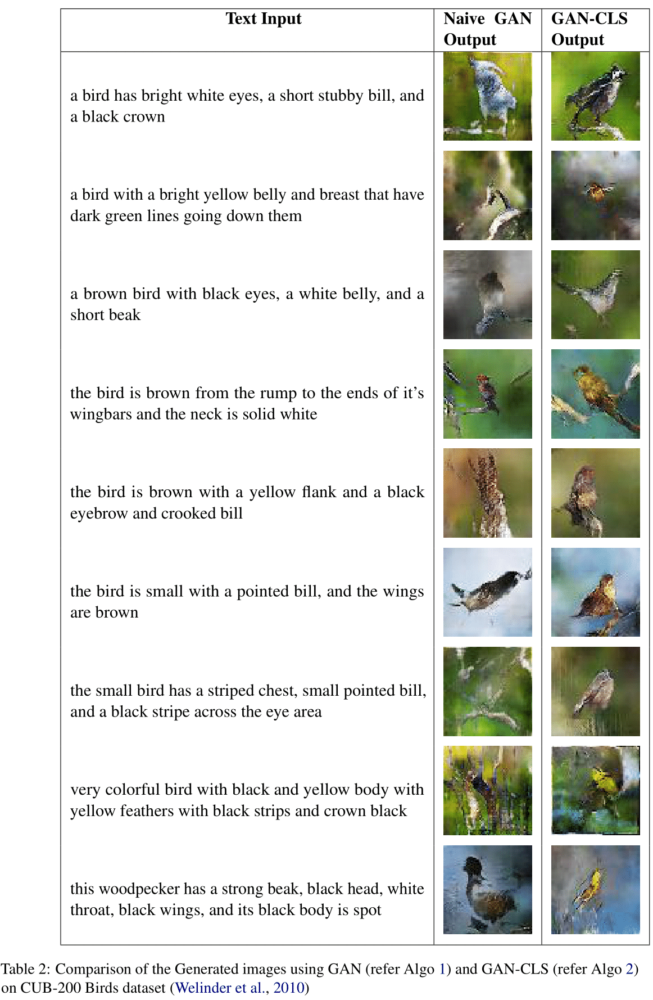 Text Input
Naive GAN Output
GAN-CLS Output
a bird has bright white eyes, a short stubby bill, and
a black crown
a bird with a bright yellow belly and breast that have
dark green lines going down them
a brown bird with black eyes, a white belly, and a
short beak
the bird is brown from the rump to the ends of it's
wingbars and the neck is solid white
the bird is brown with a yellow flank and a black
eyebrow and crooked bill
the bird is small with a pointed bill, and the wings
are brown
the small bird has a striped chest, small pointed bill,
and a black stripe across the eye area
very colorful bird with black and yellow body with
yellow feathers with black strips and crown black
this woodpecker has a strong beak, black head, white
throat, black wings, and its black body is spot
Table 2: Comparison of the Generated images using GAN (refer Algo 1) and GAN-CLS (refer Algo 2)
on CUB-200 Birds dataset (Welinder et al., 2010)